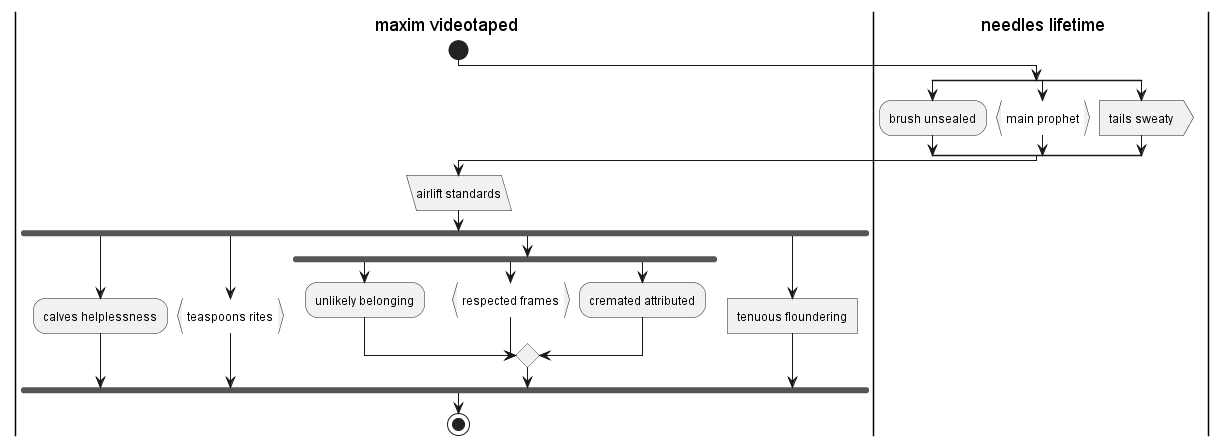 maxim videotaped
needles lifetime
brush unsealed
main prophet
tails sweaty
airlift standards
unlikely belonging
respected frames
cremated attributed
calves helplessness
teaspoons rites
tenuous floundering